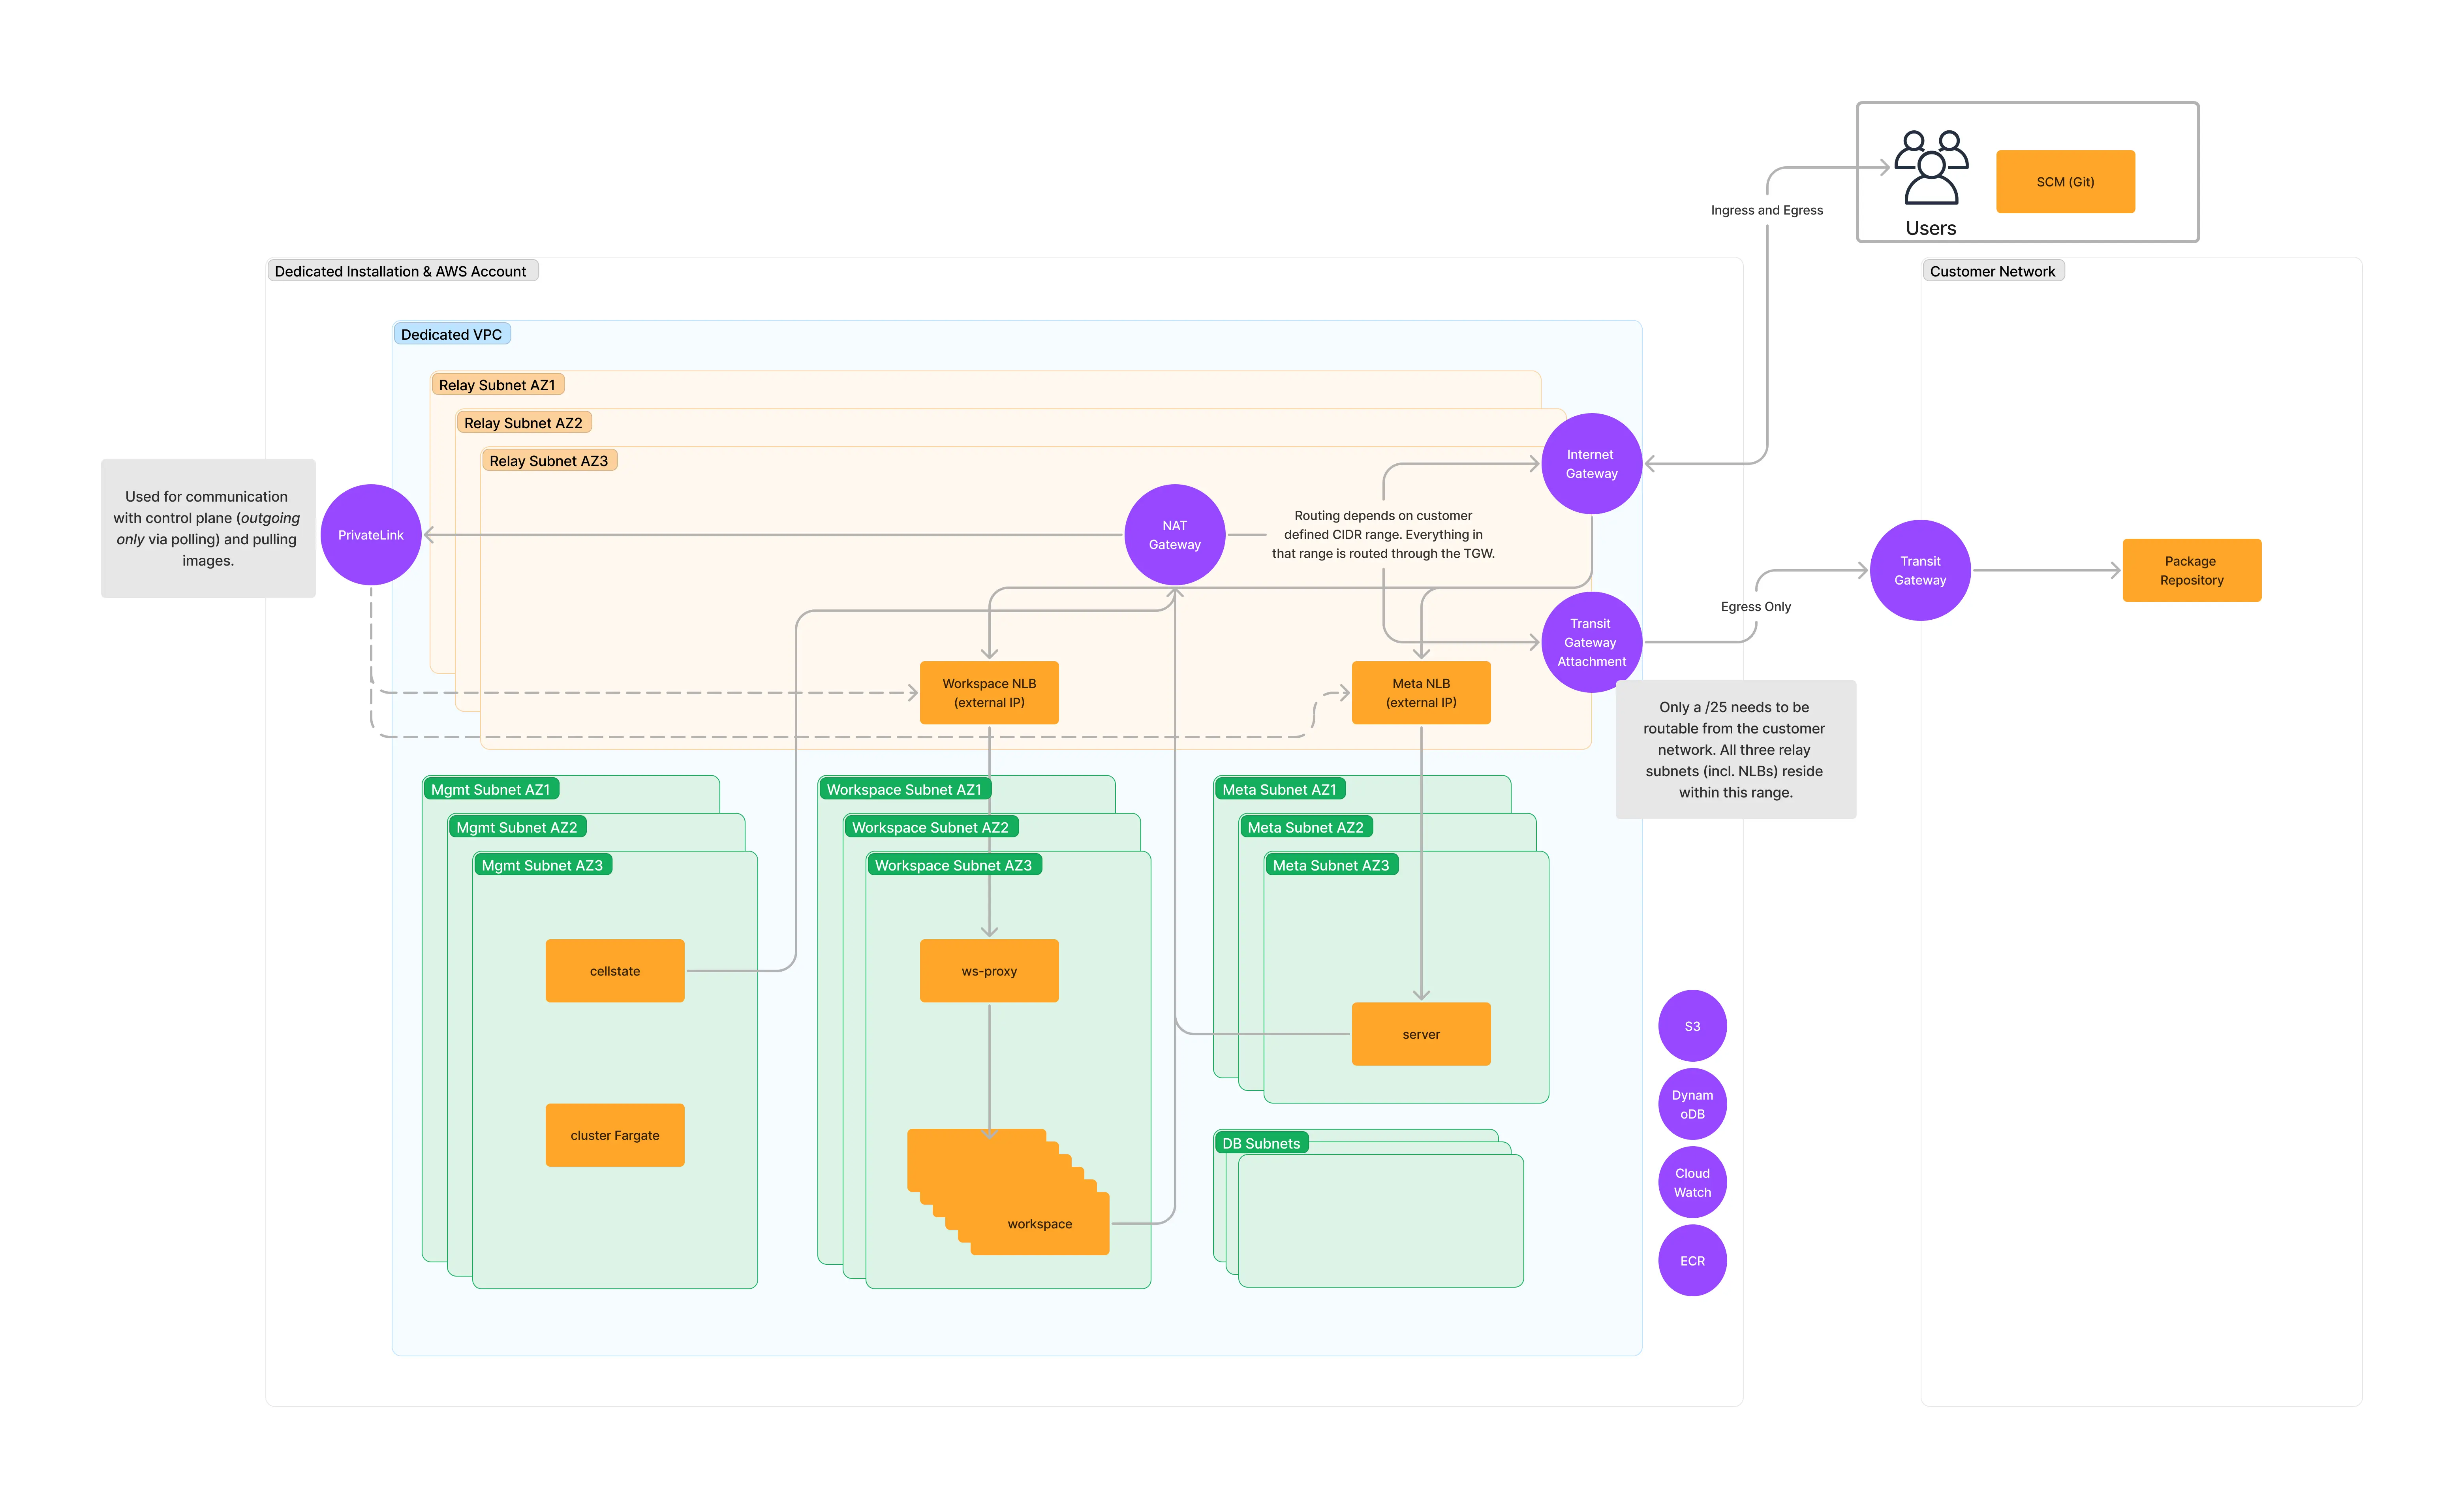 Users
SCM (Git)
Ingress and Egress
Dedicated Installation & AWS Account
Customer Network
Dedicated VPC
Relay Subnet AZ1
Relay Subnet AZ2
Relay Subnet AZ3
Internet
Gateway
Used for communication
with control plane (outgoing
only via polling) and pulling
images.
PrivateLink
NAT
Gateway
Routing depends on customer
defined CIDR range. Everything in
that range is routed through the TGW.
Transit
Gateway
Package
Repository
Egress Only
Transit
Gateway
Attachment
Workspace NLB
(external IP)
Meta NLB
(external IP)
Only a /25 needs to be
routable from the customer
network. All three relay
subnets (incl. NLBs) reside
within this range.
Mgmt Subnet AZ1
Mgmt Subnet AZ2
Mgmt Subnet AZ3
cellstate
cluster Fargate
Workspace Subnet AZ1
Workspace Subnet AZ2
Workspace Subnet AZ3
ws-proxy
workspace
Meta Subnet AZ1
Meta Subnet AZ2
Meta Subnet AZ3
server
DB Subnets
S3
Dynam
oDB
Cloud
Watch
ECR